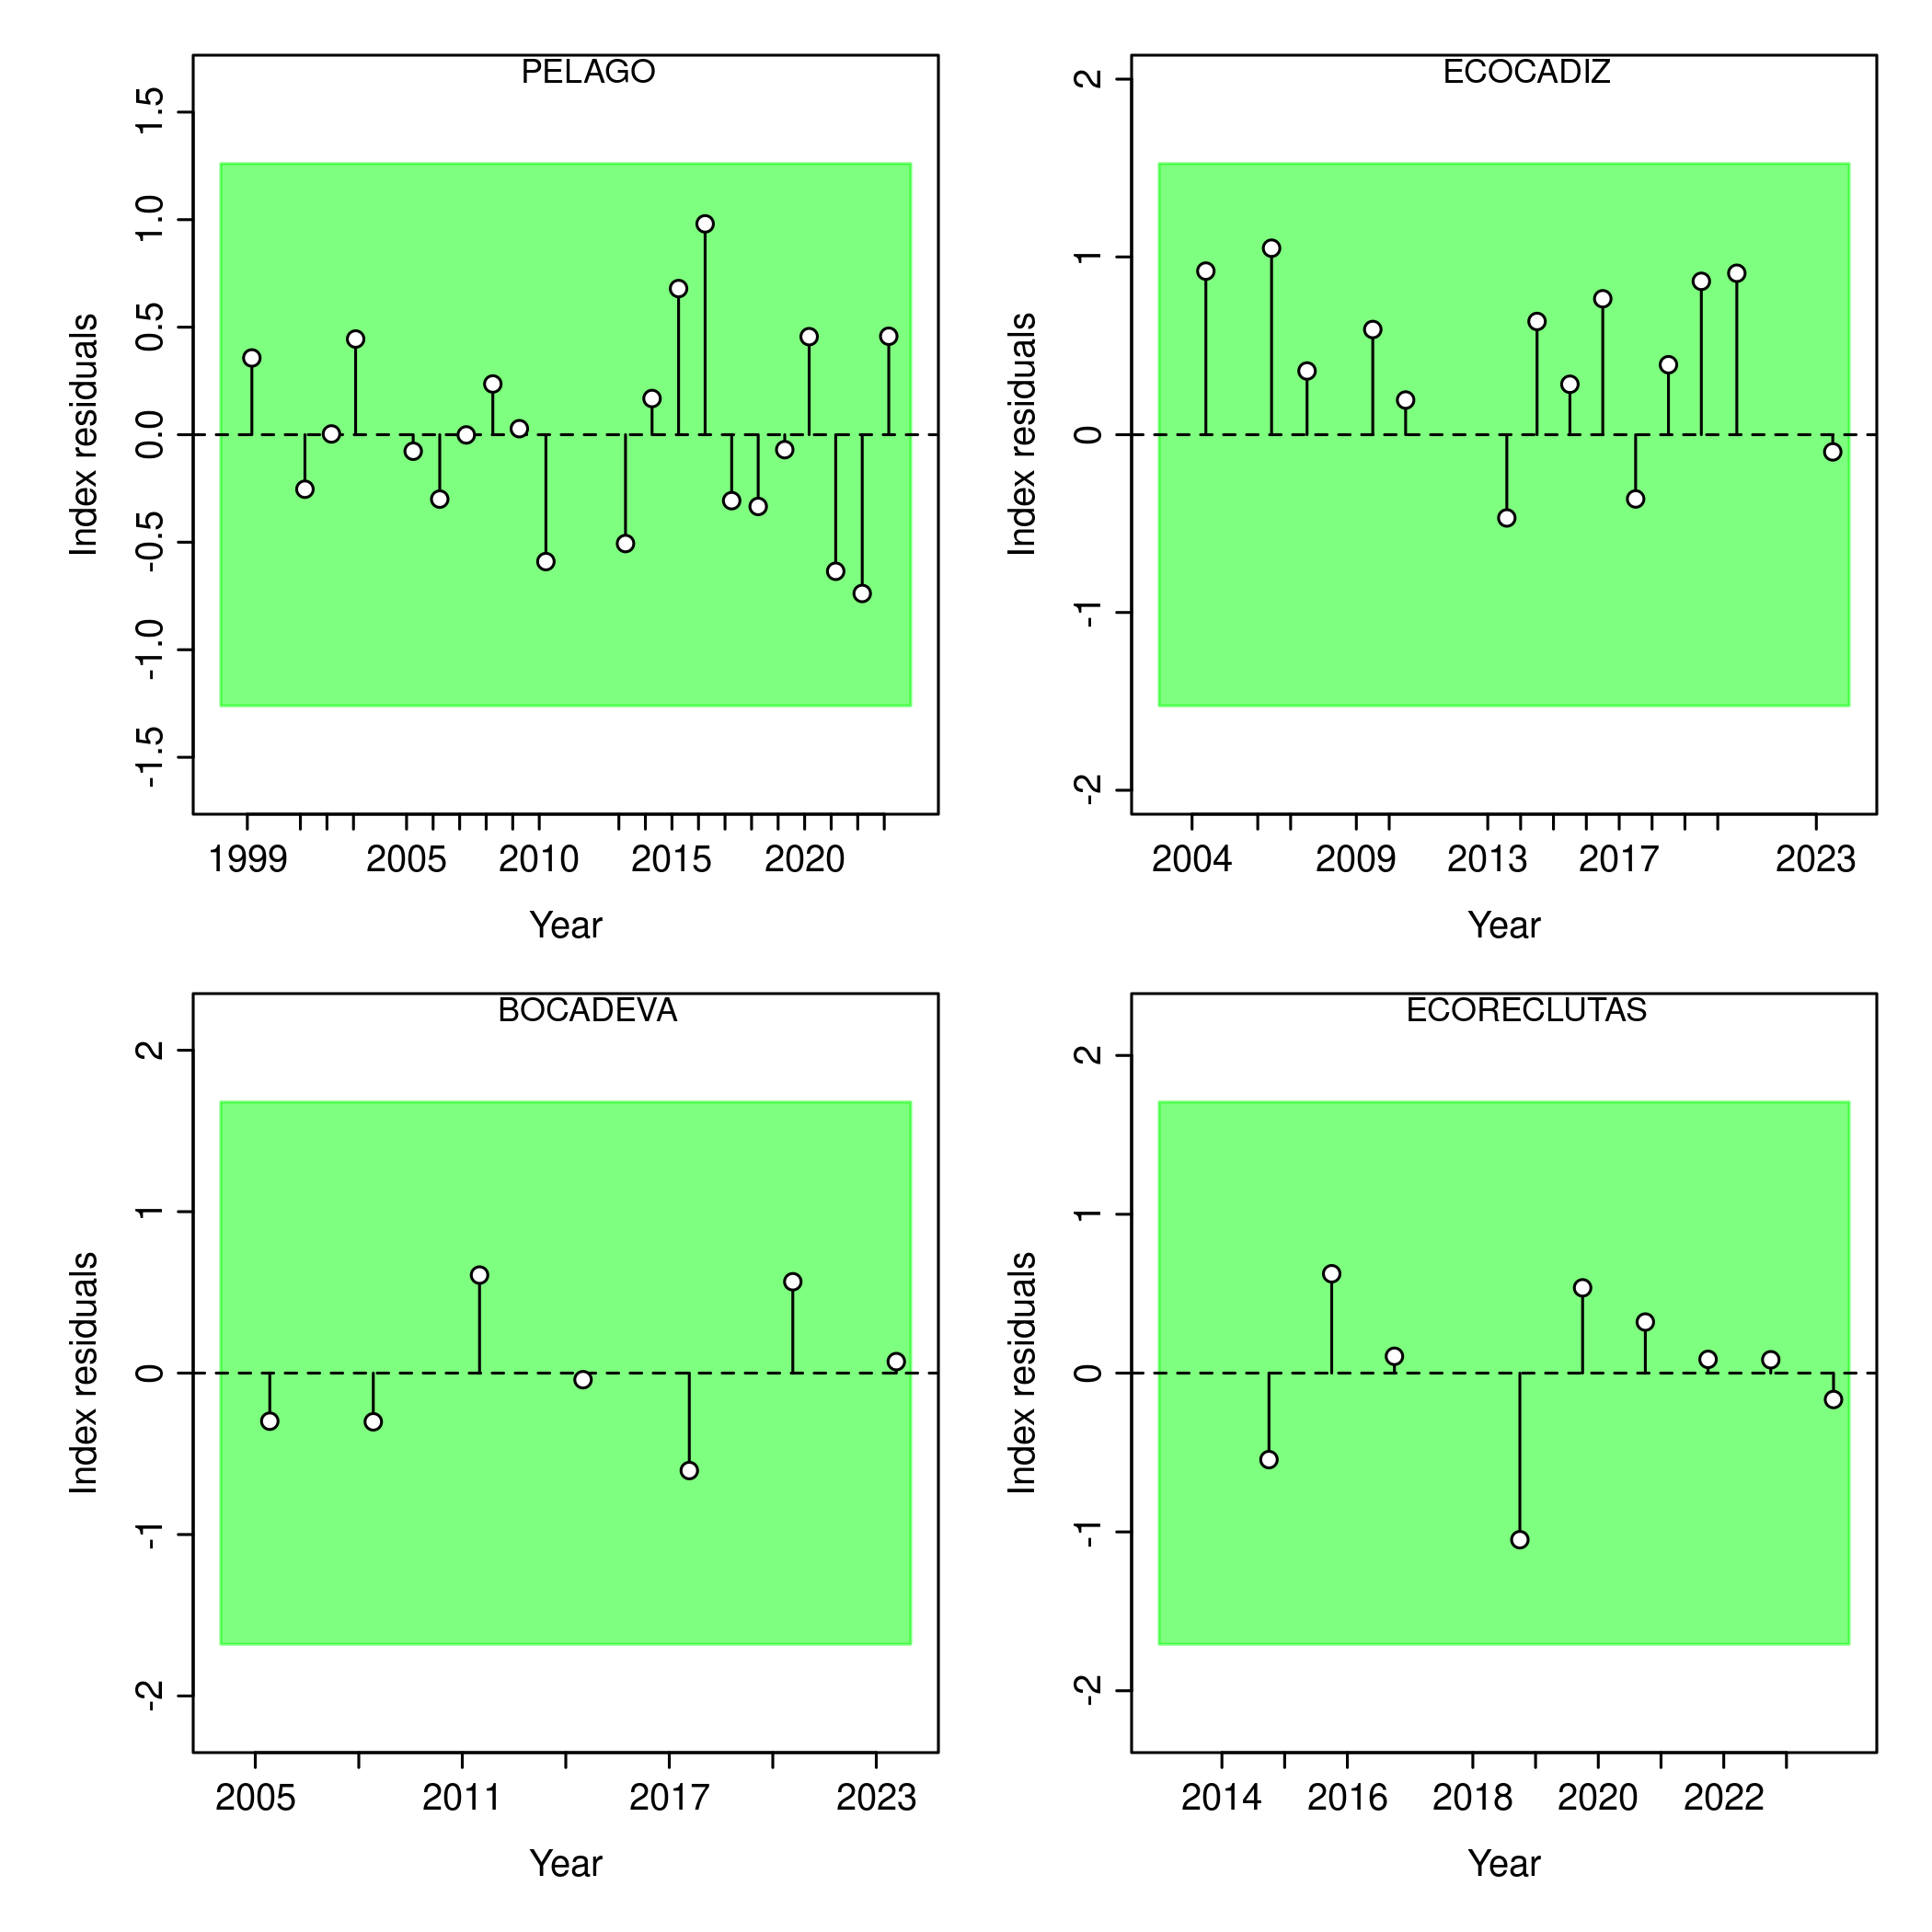 PELAGO
Index residuals
1.5
1.0
0.5
0.0
-0.5
-1.0
-1.5
1999 2005 2010 2015 2020
Year
ECOCADIZ
Index residuals
2
1
0
-1
-2
2004 2009 2013 2017 2023
Year
BOCADEVA
Index residuals
2
1
0
-1
-2
2005 2011 2017 2023
Year
ECORECLUTAS
Index residuals
2
1
0
-1
-2
2014 2016 2018 2020 2022
Year